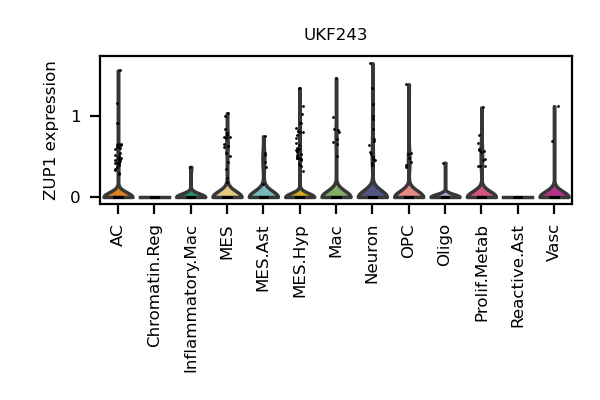 UKF243
ZUP1 expression
1
0
AC
Chromatin.Reg
Inflammatory.Mac
MES
MES.Ast
MES.Hyp
Mac
Neuron
OPC
Oligo
Prolif.Metab
Reactive.Ast
Vasc